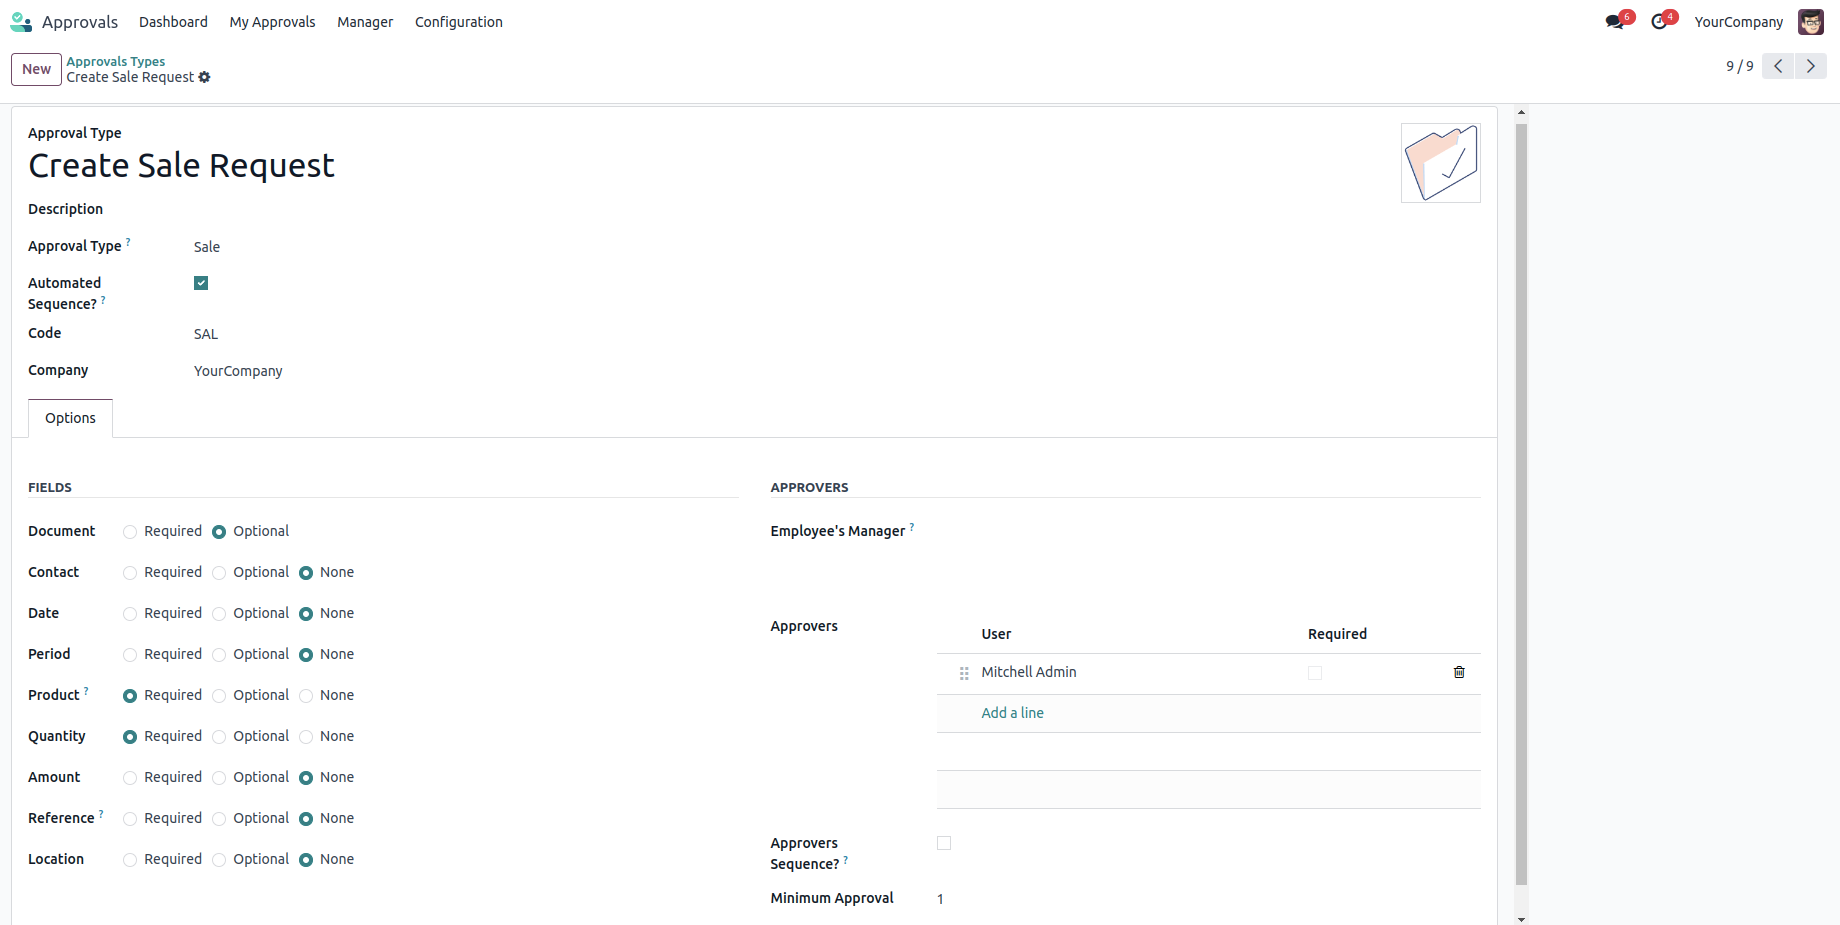 Approvals Dashboard My Approvals Manager Configuration 6 4 YourCompany
New Approvals Types
Create Sale Request 9 / 9
Approval Type
Create Sale Request
Description
Approval Type ? Sale
Automated
Sequence? ?
Code SAL
Company YourCompany
Options
FIELDS
Document Required Optional
Contact Required Optional None
Date Required Optional None
Period Required Optional None
Product ? Required Optional None
Quantity Required Optional None
Amount Required Optional None
Reference ? Required Optional None
Location Required Optional None
APPROVERS
Employee's Manager ?
Approvers User Required
Mitchell Admin
Add a line
Approvers
Sequence? ?
Minimum Approval 1